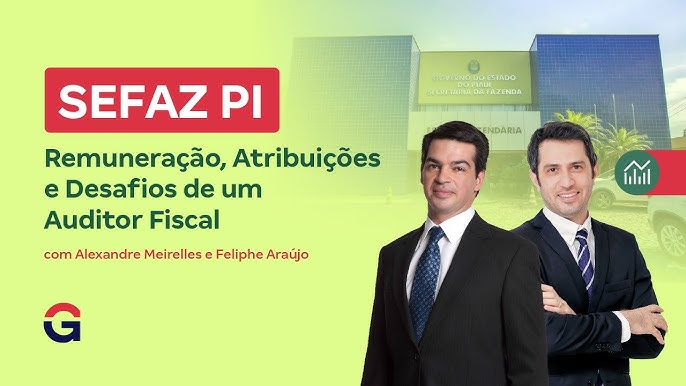 SEFAZ PI
Remuneração, Atribuições
e Desafios de um
Auditor Fiscal
com Alexandre Meirelles e Feliphe Araújo
GOVERNO DO ESTADO
DO PIAUÍ
SECRETARIA DA FAZENDA
G